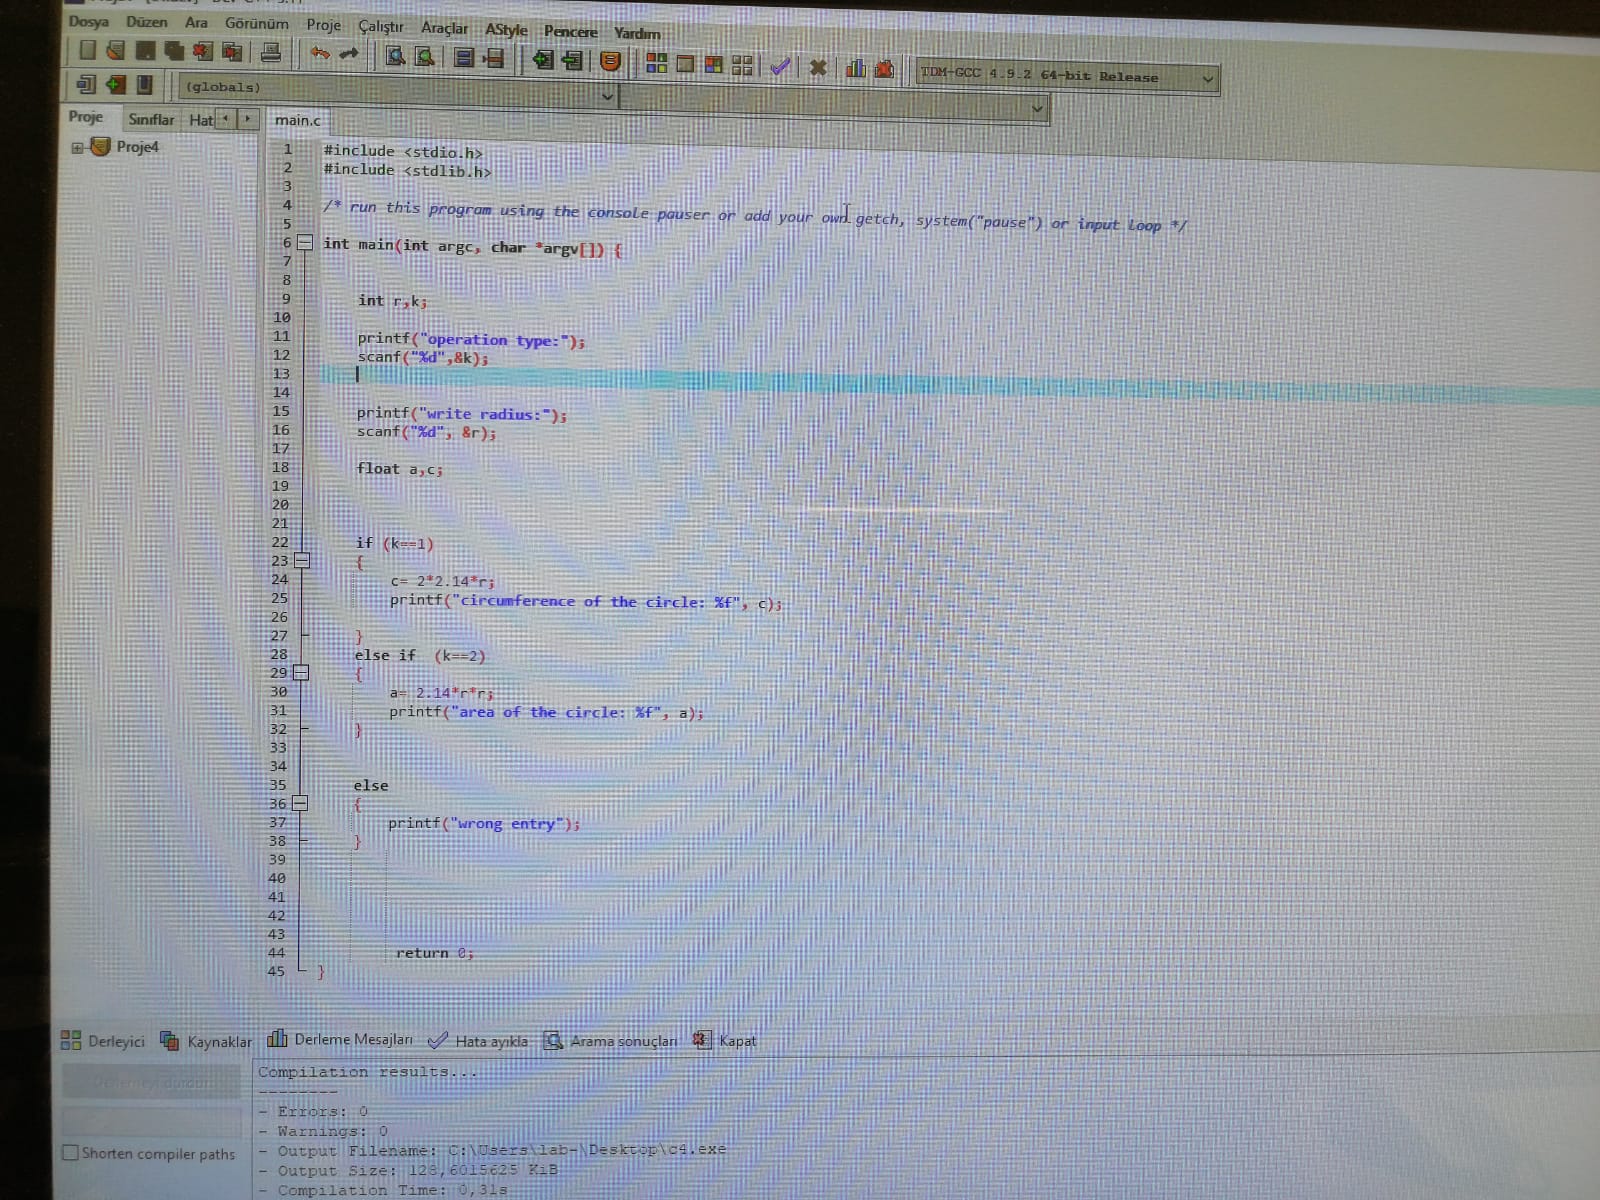 Dosya Düzen Ara Görünüm Proje Çalıştır Araçlar AStyle Pencere Yardım
TDM-GCC 4.9.2 64-bit Release
(globals)
Proje Sınıflar Hat
main.c
Proje4
1 #include <stdio.h>
2 #include <stdlib.h>
3
4 /* run this program using the console pauser or add your own getch, system("pause") or input loop */
5
6 int main(int argc, char *argv[]) {
7
8
9 int r,k;
10
11 printf("operation type:");
12 scanf("%d",&k);
13
14
15 printf("write radius:");
16 scanf("%d", &r);
17
18 float a,c;
19
20
21
22 if (k==1)
23 {
24 c= 2*2.14*r;
25 printf("circumference of the circle: %f", c);
26
27 }
28 else if (k==2)
29 {
30 a= 2.14*r*r;
31 printf("area of the circle: %f", a);
32 }
33
34
35 else
36 {
37 printf("wrong entry");
38 }
39
40
41
42
43
44 return 0;
45 }
Derleyici Kaynaklar Derleme Mesajları Hata ayıkla Arama sonuçları Kapat
Compilation results...
--------
- Errors: 0
- Warnings: 0
- Output Filename: C:\Users\lab-\Desktop\c4.exe
- Output Size: 128,6015625 KiB
- Compilation Time: 0,31s
Shorten compiler paths